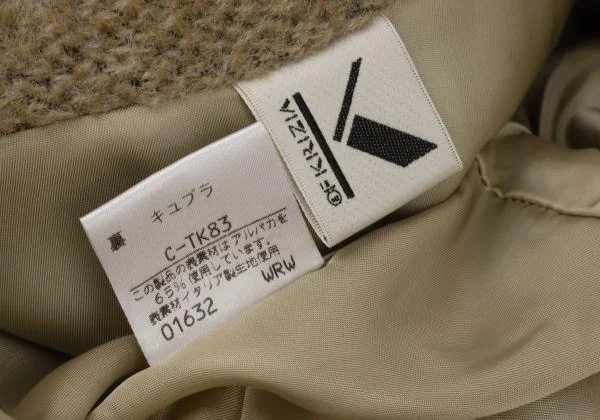 K
OF KRIZIA
裏 キュプラ
C-TK83
この製品の表素材はアルパカを
65%使用しています。
表素材イタリア製生地使用
01632 WRW